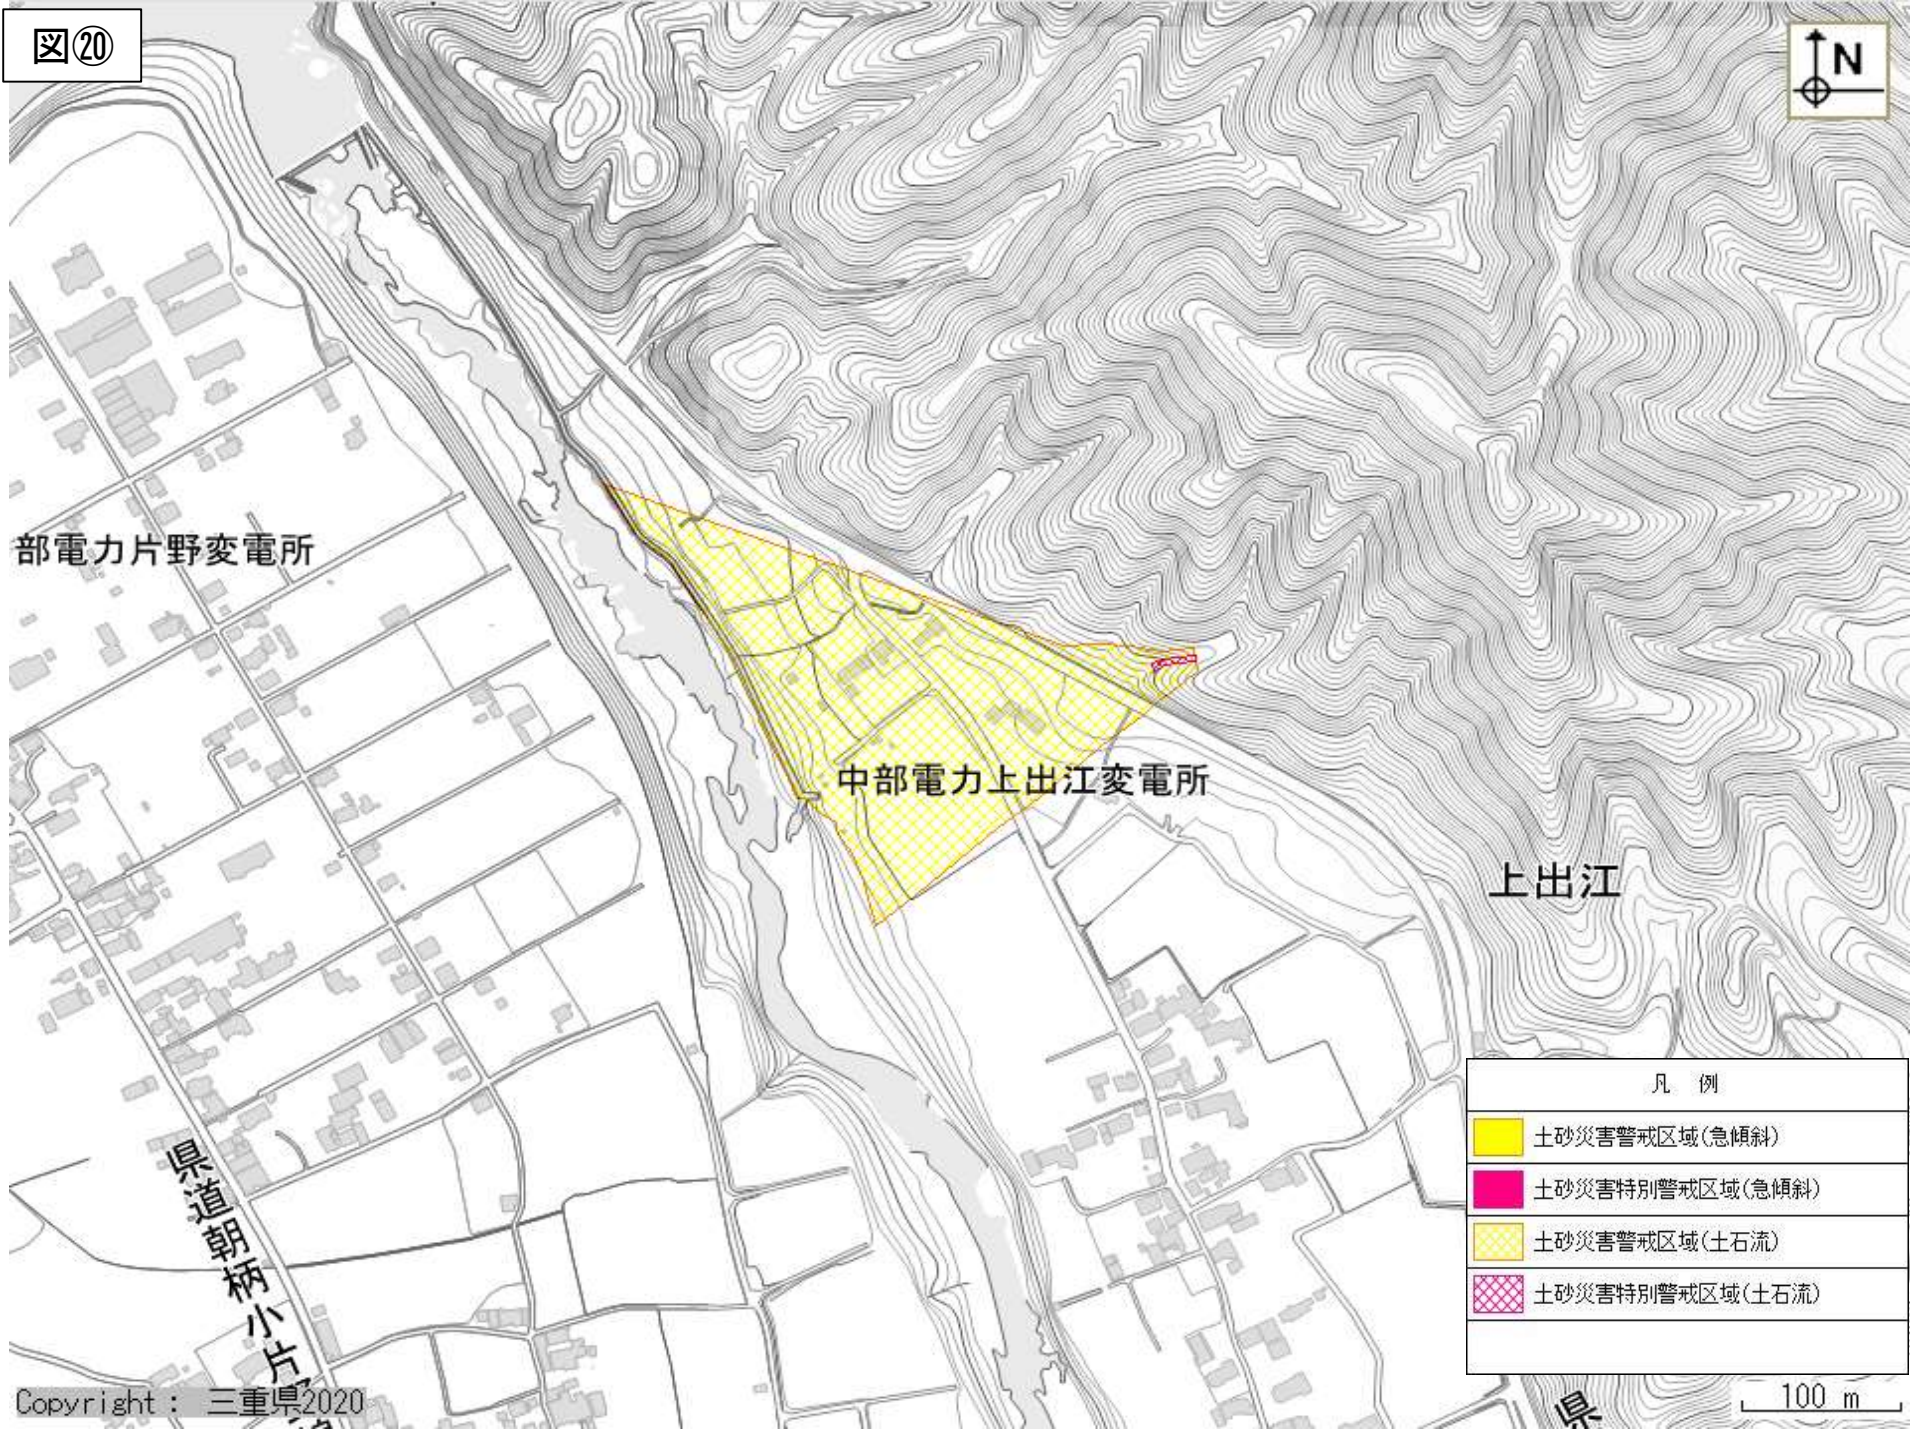 図⑳
N
部電力片野変電所
中部電力上出江変電所
上出江
凡 例
土砂災害警戒区域(急傾斜)
土砂災害特別警戒区域(急傾斜)
土砂災害警戒区域(土石流)
土砂災害特別警戒区域(土石流)
県道朝柄小片
県
Copyright : 三重県2020
100 m